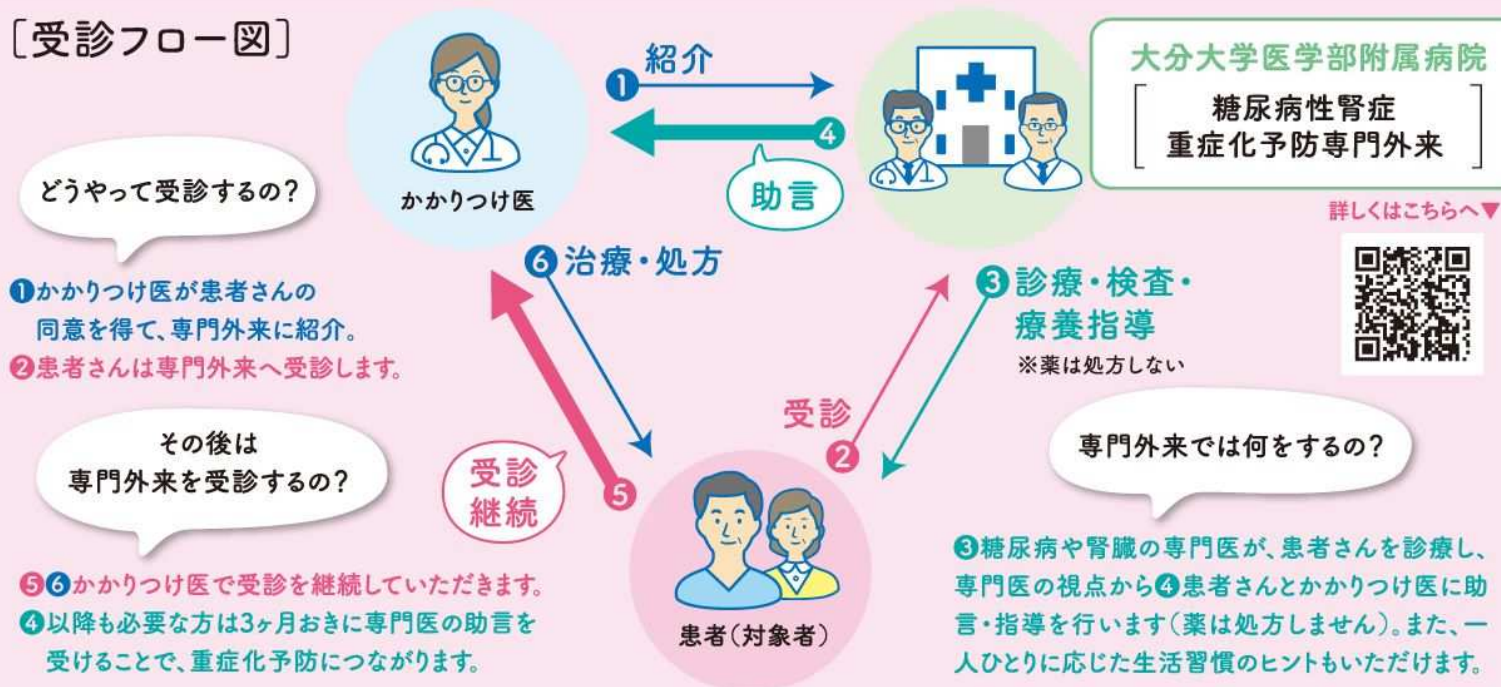 ［受診フロー図］
❶紹介
❹
助言
かかりつけ医
大分大学医学部附属病院
糖尿病性腎症
重症化予防専門外来
詳しくはこちらへ▼
どうやって受診するの？
❶かかりつけ医が患者さんの
同意を得て、専門外来に紹介。
❷患者さんは専門外来へ受診します。
❻治療・処方
❸診療・検査・
療養指導
※薬は処方しない
受診
❷
その後は
専門外来を受診するの？
受診
継続
❺
患者（対象者）
❺❻かかりつけ医で受診を継続していただきます。
❹以降も必要な方は3ヶ月おきに専門医の助言を
受けることで、重症化予防につながります。
専門外来では何をするの？
❸糖尿病や腎臓の専門医が、患者さんを診療し、
専門医の視点から❹患者さんとかかりつけ医に助
言・指導を行います（薬は処方しません）。また、一
人ひとりに応じた生活習慣のヒントもいただけます。